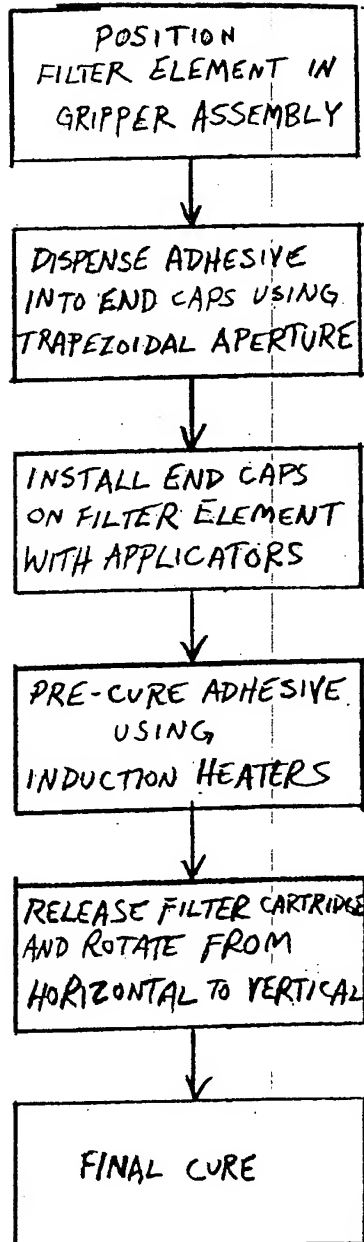 POSITION
FILTER ELEMENT IN
GRIPPER ASSEMBLY
DISPENSE ADHESIVE
INTO END CAPS USING
TRAPEZOIDAL APERTURE
INSTALL END CAPS
ON FILTER ELEMENT
WITH APPLICATORS
PRE-CURE ADHESIVE
USING
INDUCTION HEATERS
RELEASE FILTER CARTRIDGE
AND ROTATE FROM
HORIZONTAL TO VERTICAL
FINAL CURE